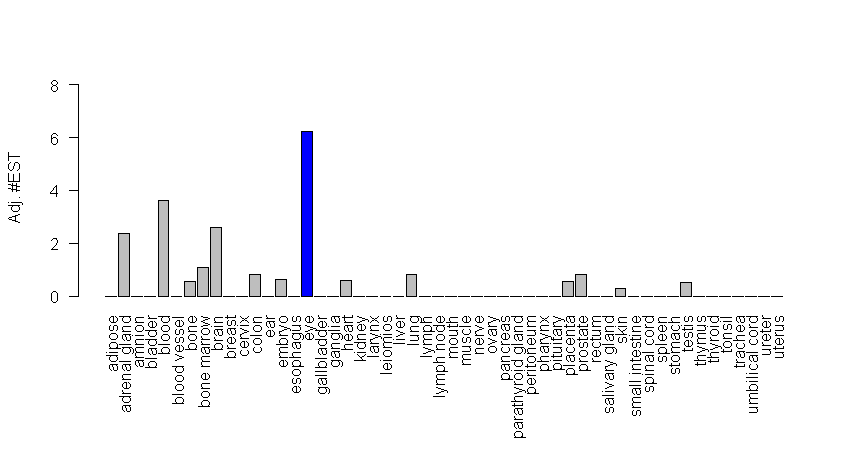 Adj. #EST
8
6
4
2
0
adipose
adrenal gland
amnion
bladder
blood
blood vessel
bone
bone marrow
brain
breast
cervix
colon
ear
embryo
esophagus
eye
gallbladder
ganglia
heart
kidney
larynx
leiomios
liver
lung
lymph
lymph node
mouth
muscle
nerve
ovary
pancreas
parathyroid gland
peritoneum
pharynx
pituitary
placenta
prostate
rectum
salivary gland
skin
small intestine
spinal cord
spleen
stomach
testis
thymus
thyroid
tonsil
trachea
umbilical cord
ureter
uterus